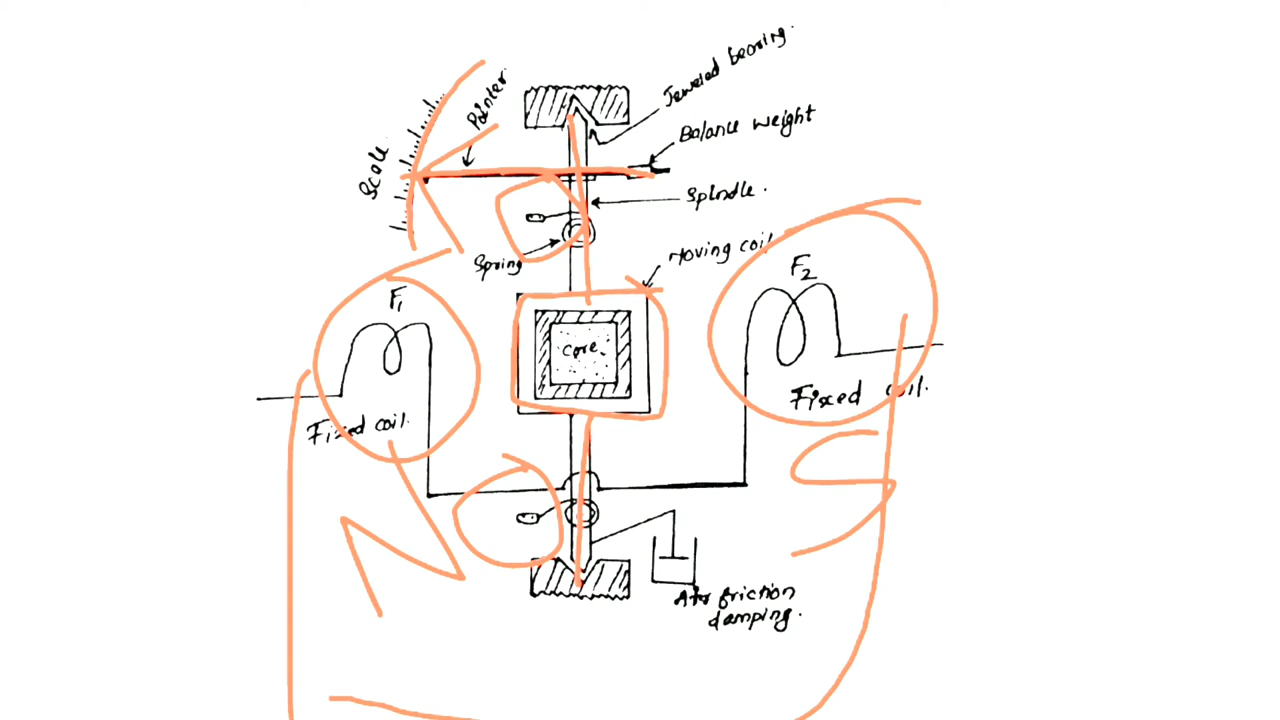 Jeweled bearing.
Pointer
Balance weight
Scale
Spindle.
Spring
Moving coil
F1
F2
core
Fixed coil.
Fixed coil.
N
S
Air friction
damping.